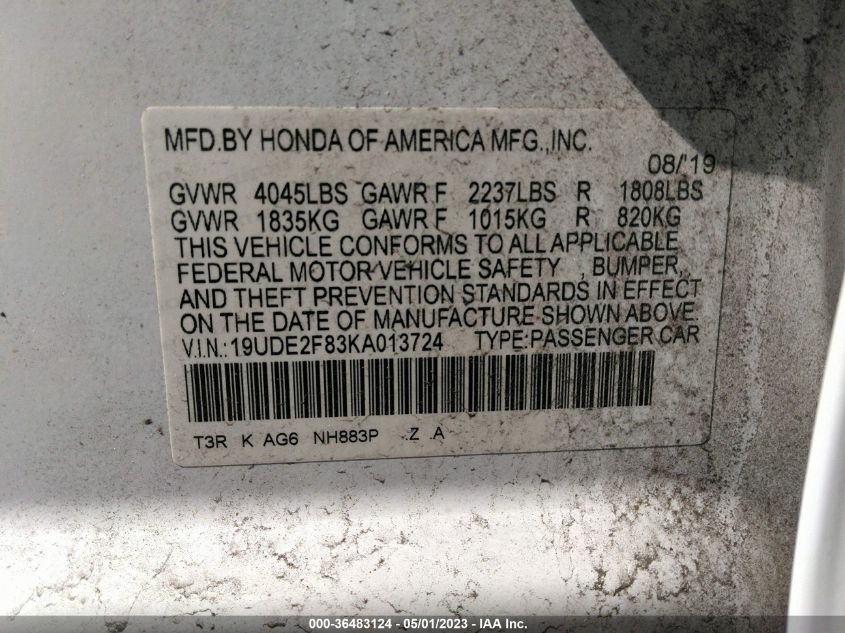 MFD.BY HONDA OF AMERICA MFG.,INC.
08/'19
GVWR 4045LBS GAWR F 2237LBS R 1808LBS
GVWR 1835KG GAWR F 1015KG R 820KG
THIS VEHICLE CONFORMS TO ALL APPLICABLE
FEDERAL MOTOR VEHICLE SAFETY , BUMPER,
AND THEFT PREVENTION STANDARDS IN EFFECT
ON THE DATE OF MANUFACTURE SHOWN ABOVE.
V.I.N.:19UDE2F83KA013724 TYPE:PASSENGER CAR
T3R K AG6 NH883P .Z .A
000-36483124 - 05/01/2023 - IAA Inc.